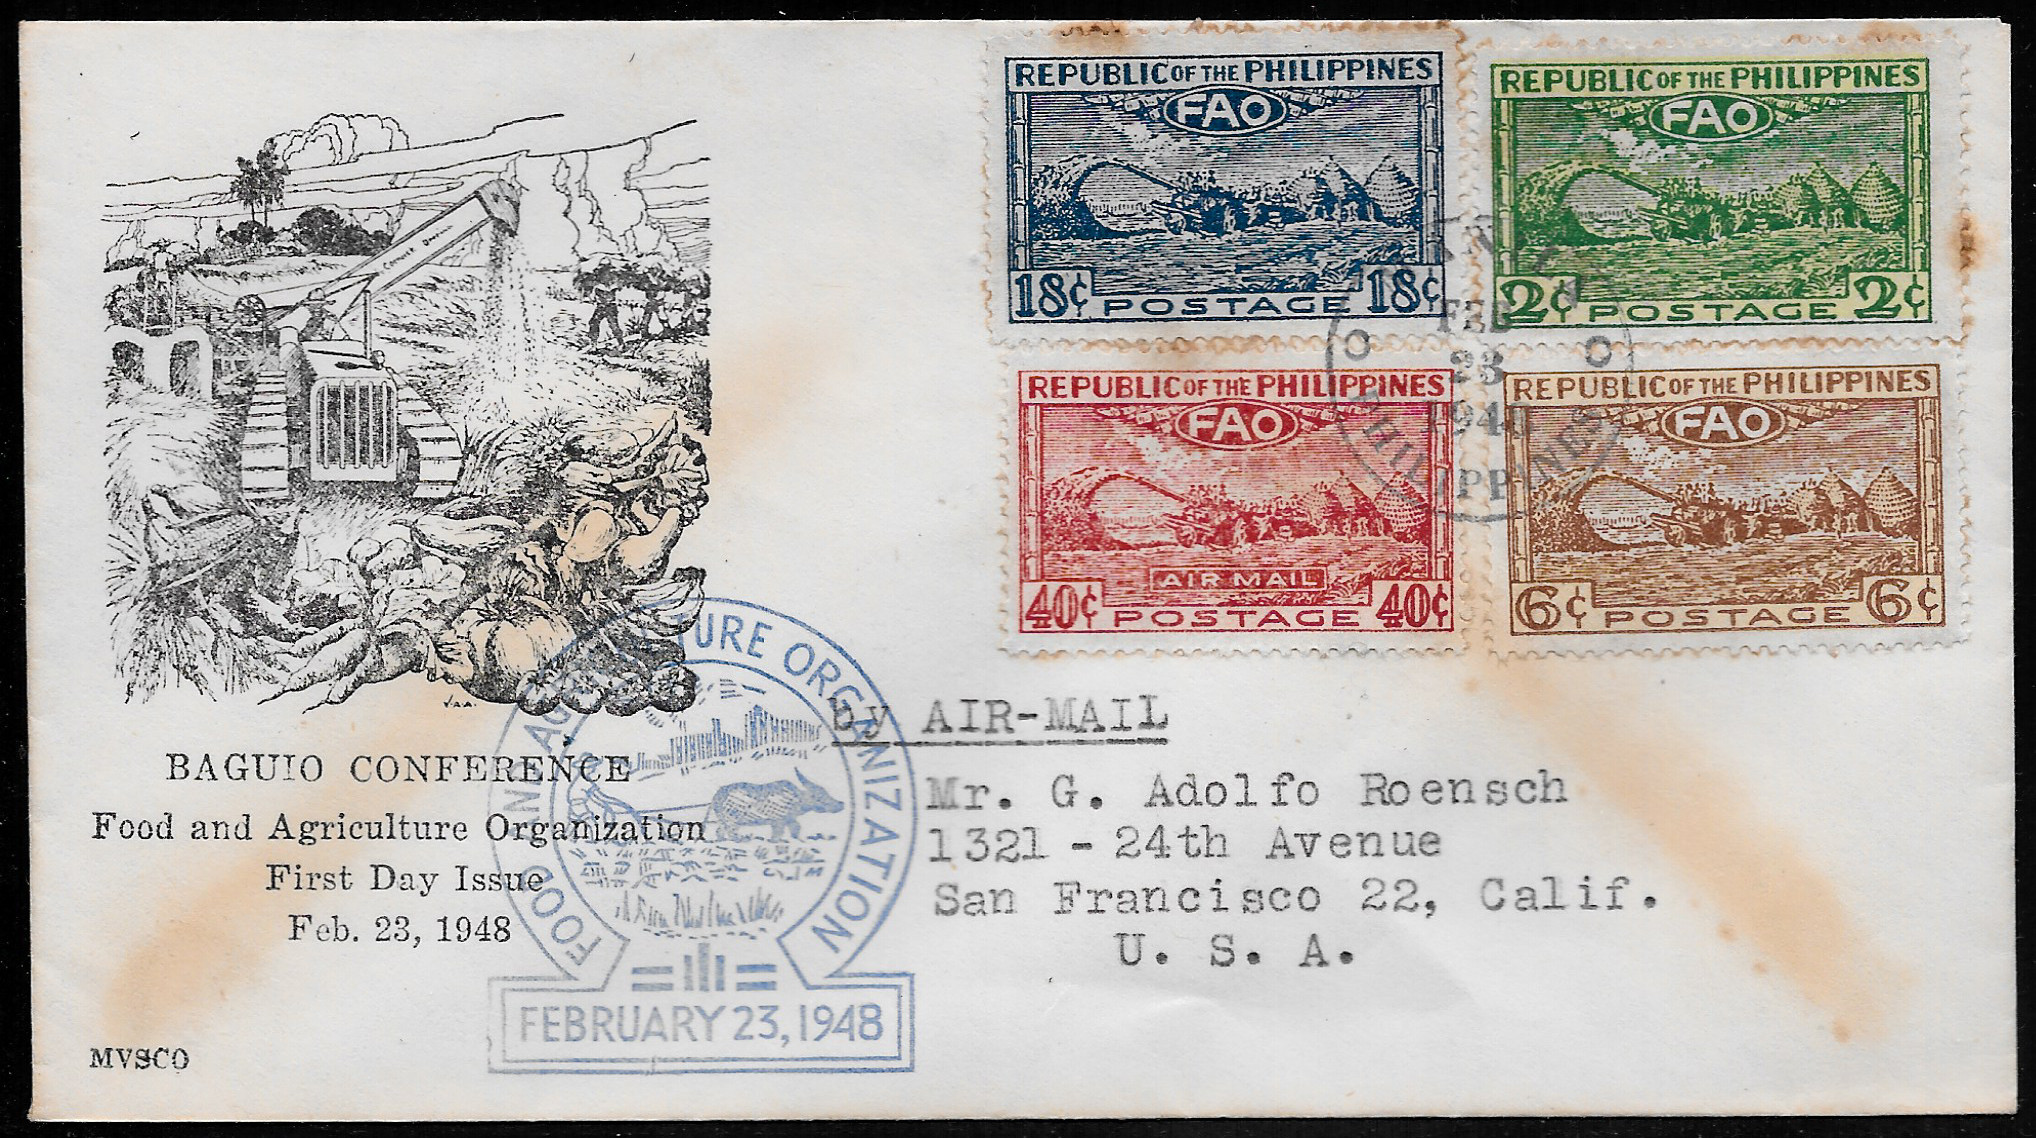 REPUBLIC OF THE PHILIPPINES
FAO
18¢ POSTAGE 18¢
REPUBLIC OF THE PHILIPPINES
FAO
2¢ POSTAGE 2¢
REPUBLIC OF THE PHILIPPINES
FAO
AIR MAIL
40¢ POSTAGE 40¢
REPUBLIC OF THE PHILIPPINES
FAO
6¢ POSTAGE 6¢
FEB
23
PHILIPPINES
V.A.A.
BAGUIO CONFERENCE
Food and Agriculture Organization
First Day Issue
Feb. 23, 1948
MVSCO
FOOD AND AGRICULTURE ORGANIZATION
FEBRUARY 23, 1948
by AIR-MAIL
Mr. G. Adolfo Roensch
1321 - 24th Avenue
San Francisco 22, Calif.
U. S. A.